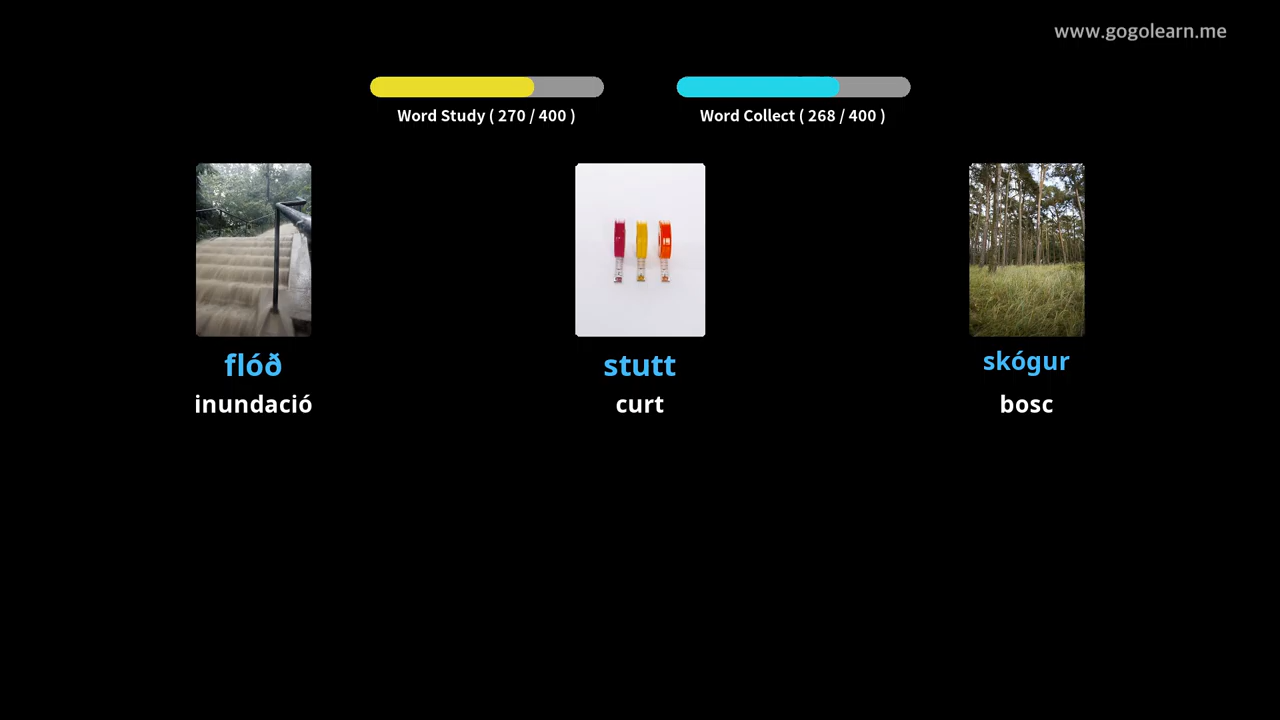 www.gogolearn.me
Word Study ( 270 / 400 )
Word Collect ( 268 / 400 )
flóð
inundació
stutt
curt
skógur
bosc